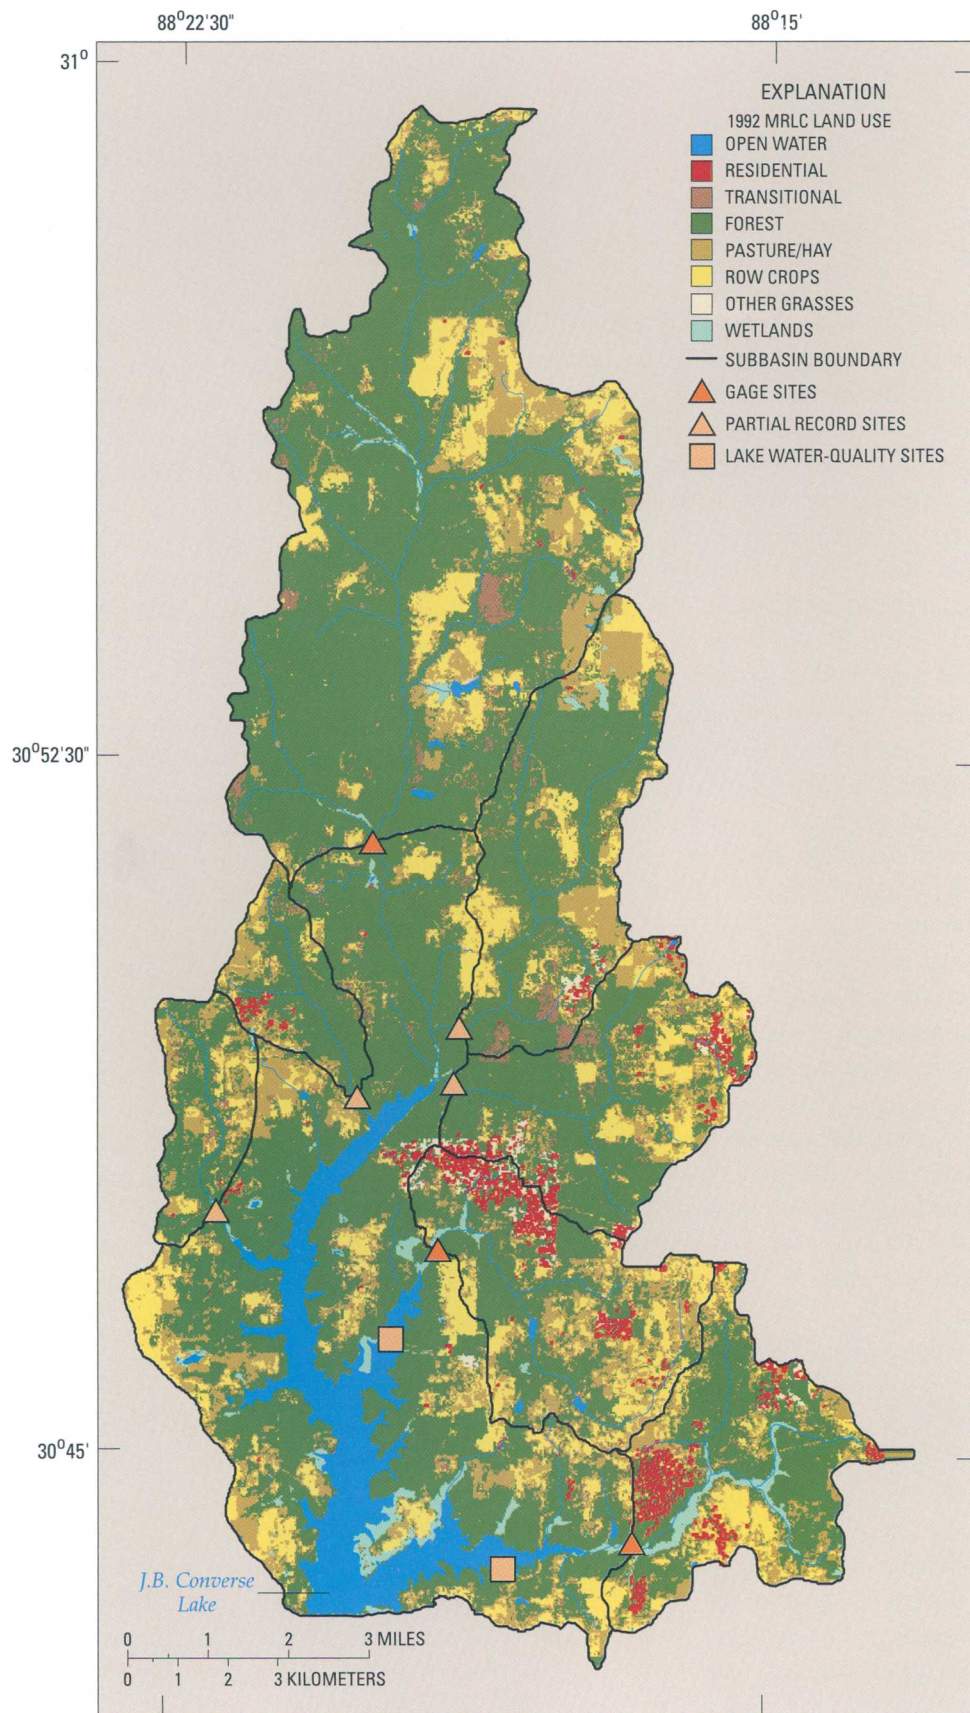 88°22'30"
88°15'
31°
EXPLANATION
1992 MRLC LAND USE
OPEN WATER
RESIDENTIAL
TRANSITIONAL
FOREST
PASTURE/HAY
ROW CROPS
OTHER GRASSES
WETLANDS
SUBBASIN BOUNDARY
GAGE SITES
PARTIAL RECORD SITES
LAKE WATER-QUALITY SITES
30°52'30"
30°45'
J.B. Converse
Lake
0 1 2 3 MILES
0 1 2 3 KILOMETERS